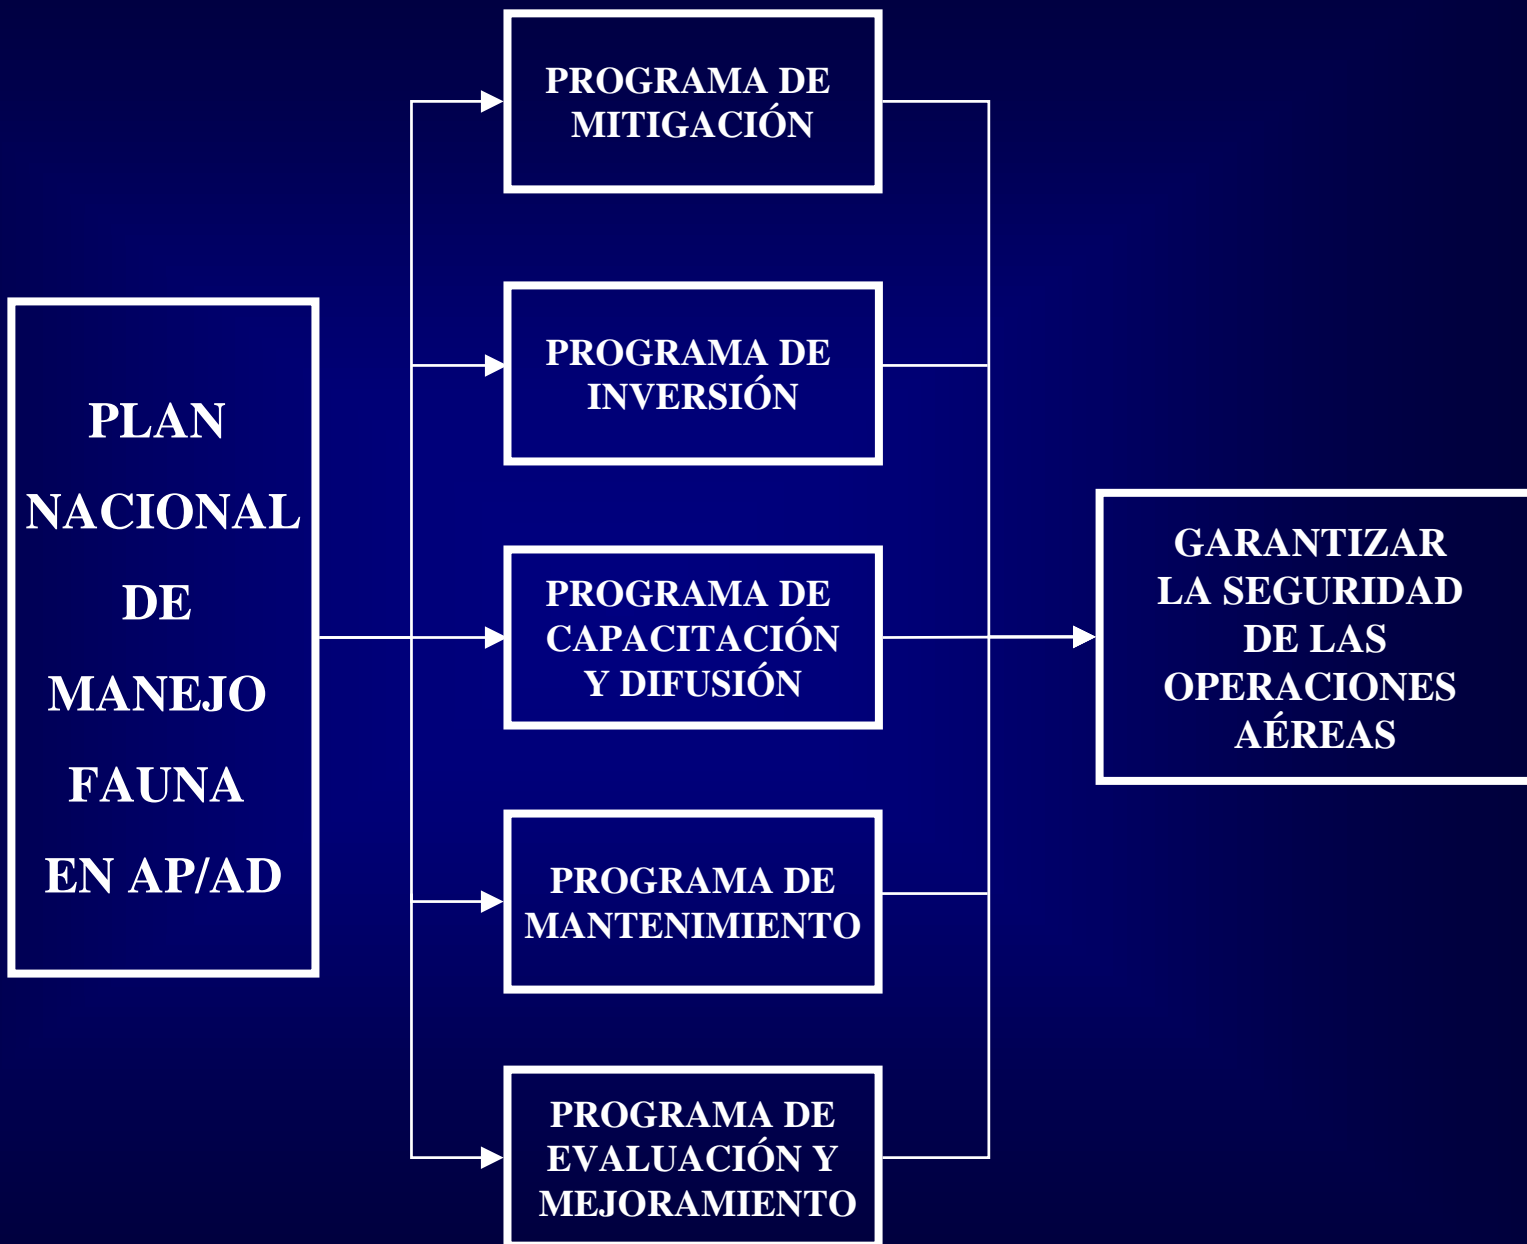 PLAN
NACIONAL
DE
MANEJO
FAUNA
EN AP/AD
PROGRAMA DE
MITIGACIÓN
PROGRAMA DE
INVERSIÓN
PROGRAMA DE
CAPACITACIÓN
Y DIFUSIÓN
PROGRAMA DE
MANTENIMIENTO
PROGRAMA DE
EVALUACIÓN Y
MEJORAMIENTO
GARANTIZAR
LA SEGURIDAD
DE LAS
OPERACIONES
AÉREAS